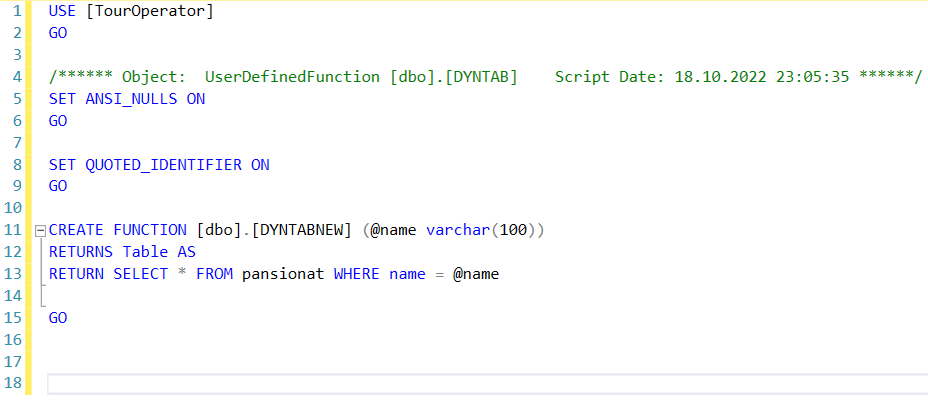 1 USE [TourOperator]
2 GO
3
4 /****** Object:  UserDefinedFunction [dbo].[DYNTAB]    Script Date: 18.10.2022 23:05:35 ******/
5 SET ANSI_NULLS ON
6 GO
7
8 SET QUOTED_IDENTIFIER ON
9 GO
10
11 CREATE FUNCTION [dbo].[DYNTABNEW] (@name varchar(100))
12 RETURNS Table AS
13 RETURN SELECT * FROM pansionat WHERE name = @name
14
15 GO
16
17
18